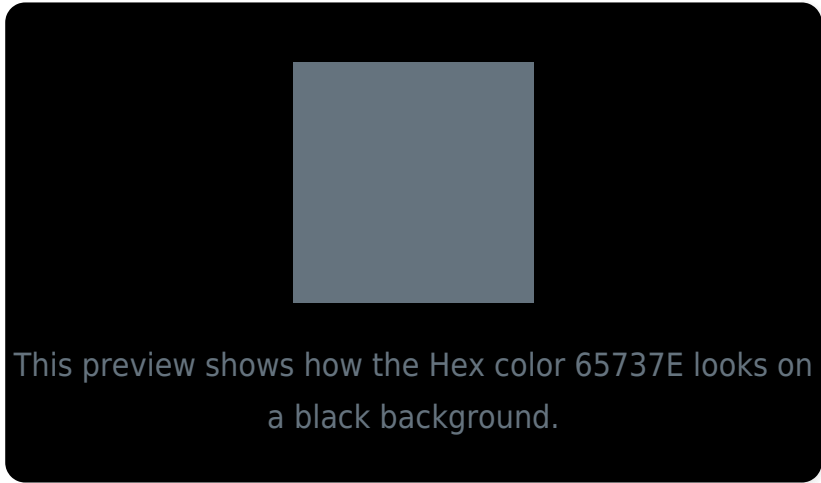 This preview shows how the Hex color 65737E looks on
a black background.